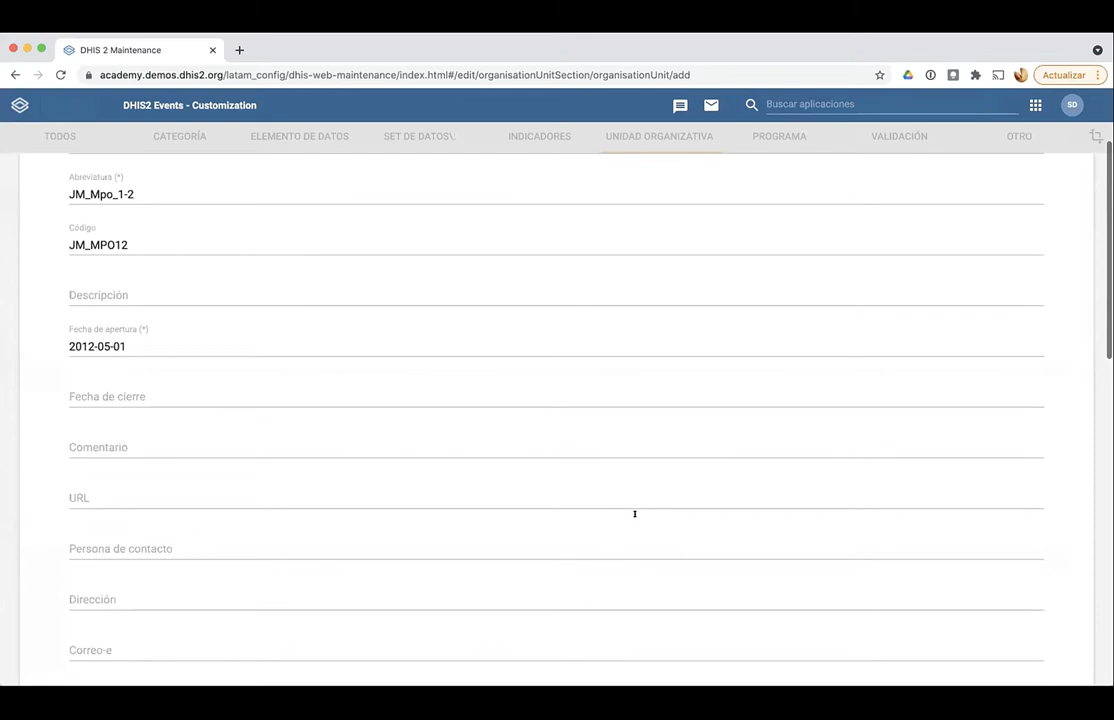 DHIS 2 Maintenance
academy.demos.dhis2.org/latam_config/dhis-web-maintenance/index.html#/edit/organisationUnitSection/organisationUnit/add
Actualizar
DHIS2 Events - Customization
Buscar aplicaciones
SD
TODOS
CATEGORÍA
ELEMENTO DE DATOS
SET DE DATOS\:
INDICADORES
UNIDAD ORGANIZATIVA
PROGRAMA
VALIDACIÓN
OTRO
Abreviatura (*)
JM_Mpo_1-2
Código
JM_MPO12
Descripción
Fecha de apertura (*)
2012-05-01
Fecha de cierre
Comentario
URL
Persona de contacto
Dirección
Correo-e